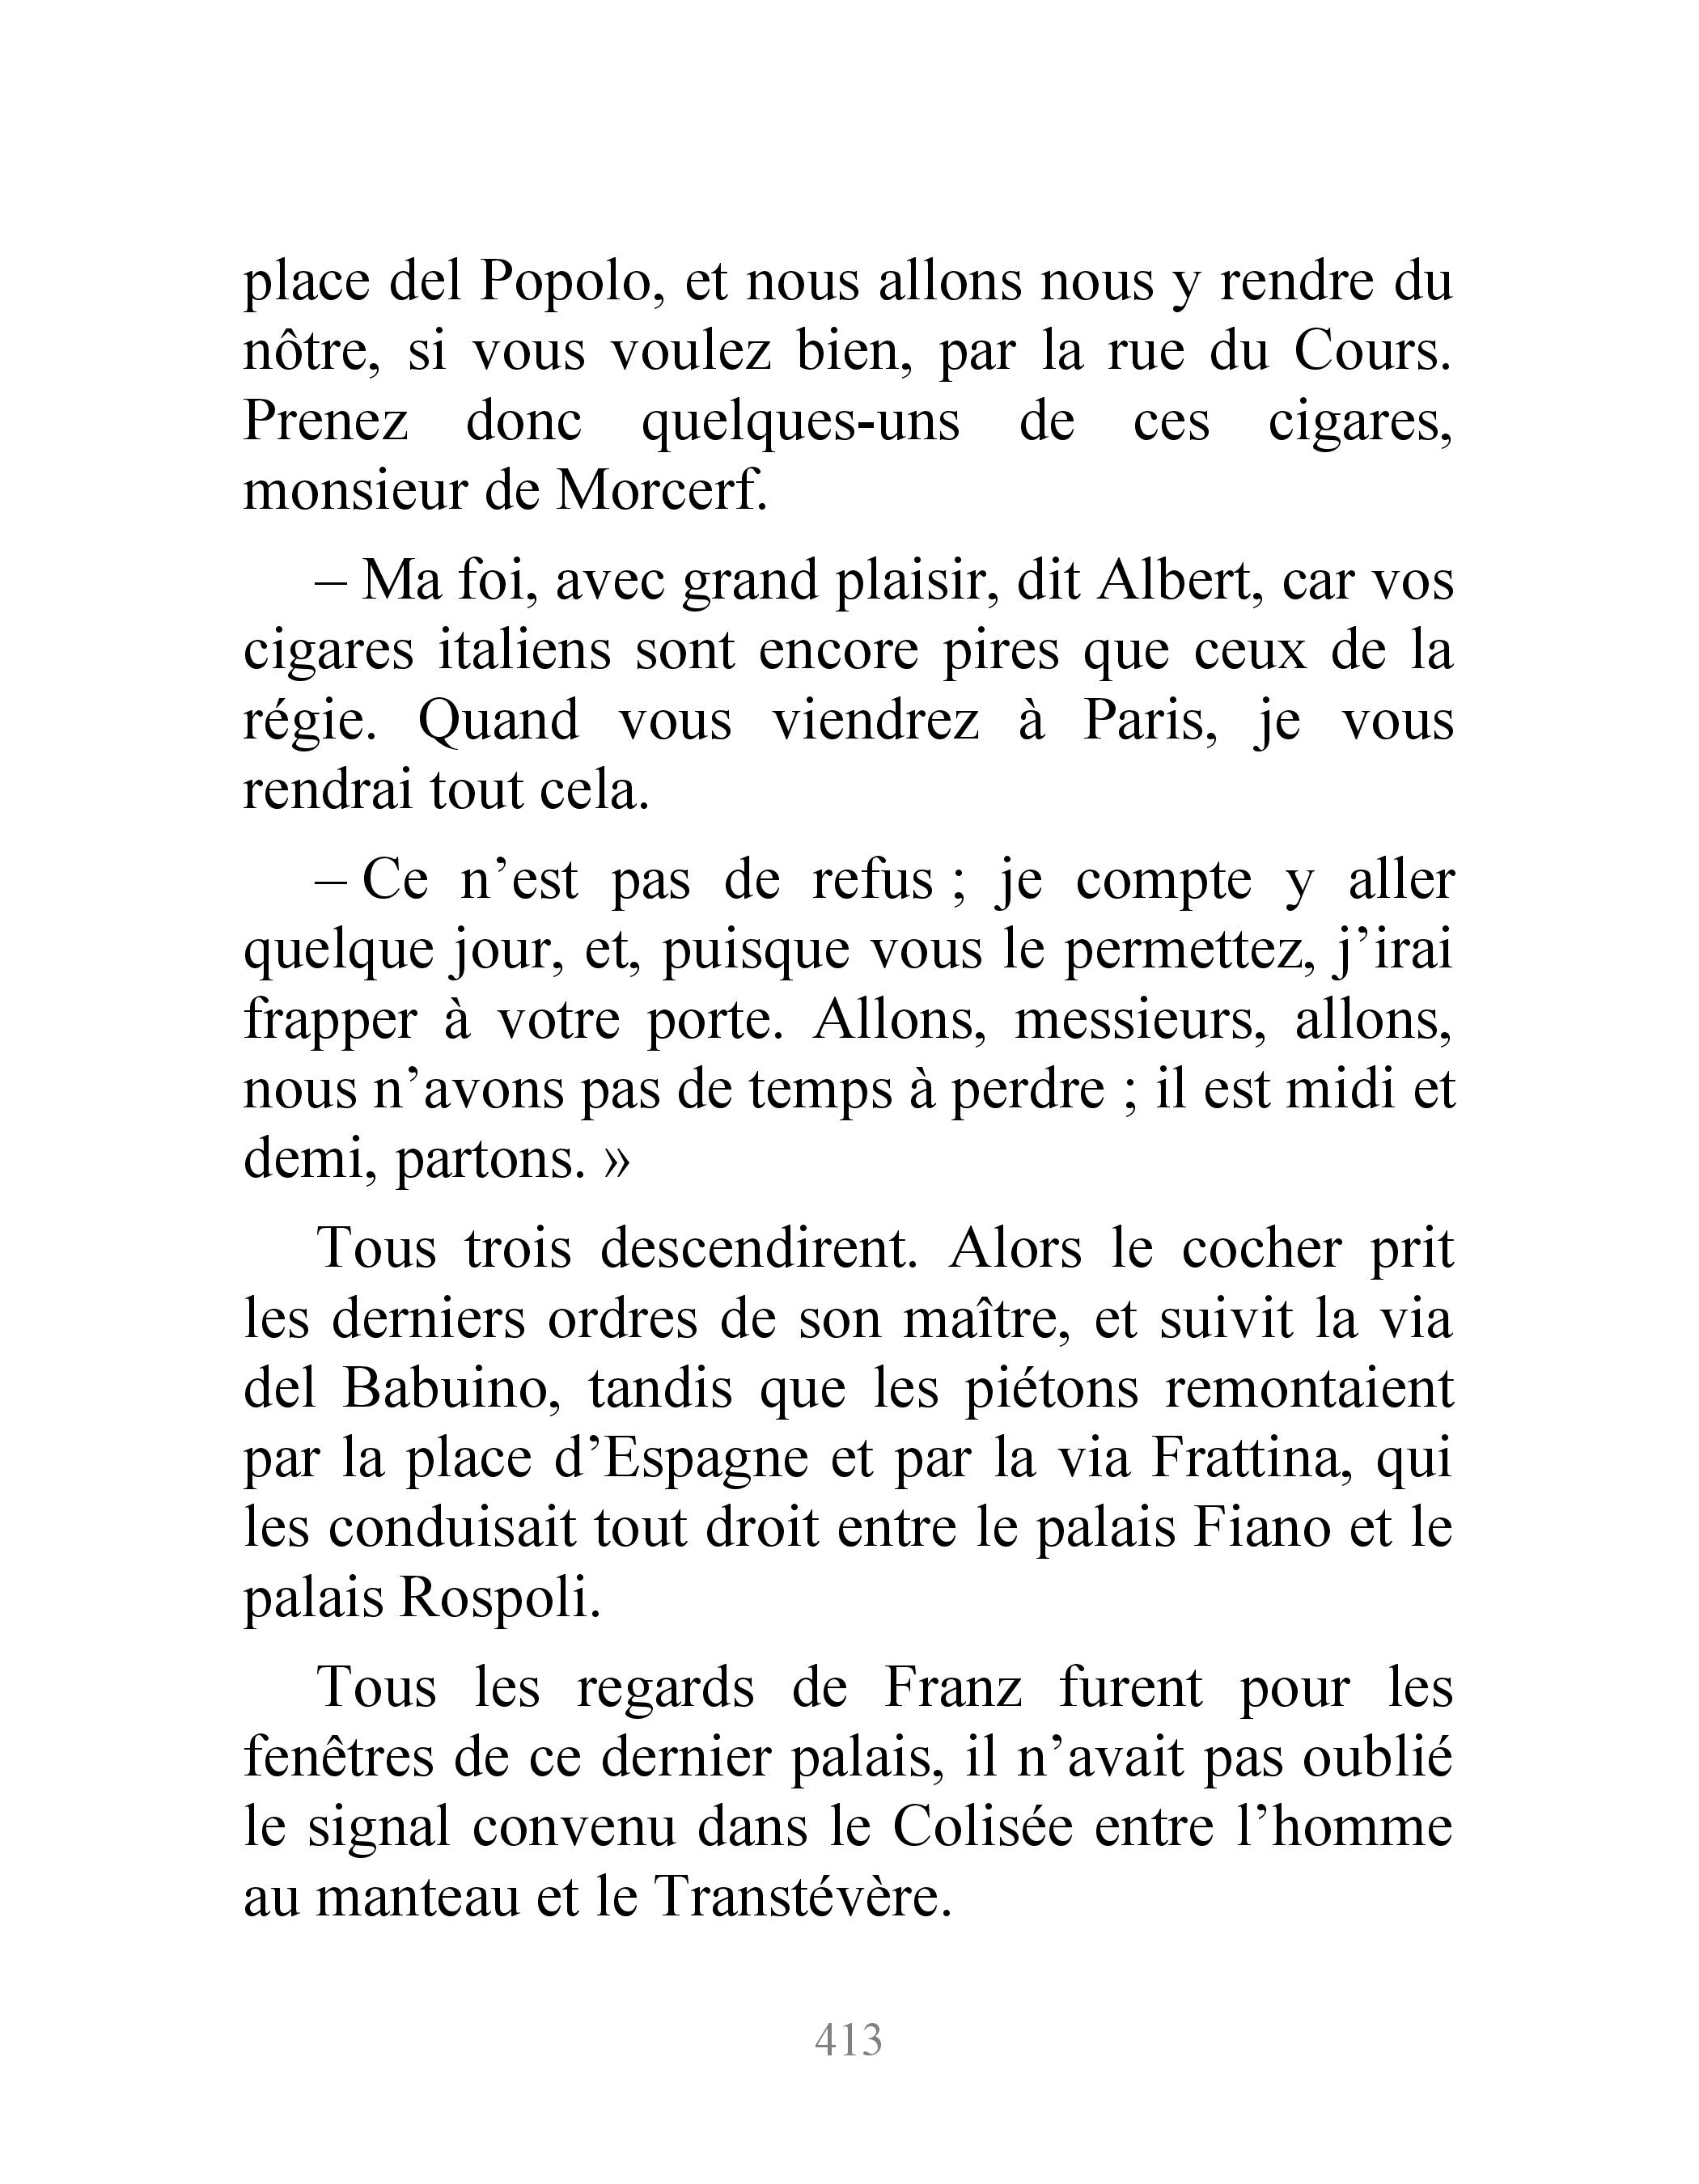 place del Popolo, et nous allons nous y rendre du
nôtre, si vous voulez bien, par la rue du Cours.
Prenez donc quelques-uns de ces cigares,
monsieur de Morcerf.
– Ma foi, avec grand plaisir, dit Albert, car vos
cigares italiens sont encore pires que ceux de la
régie. Quand vous viendrez à Paris, je vous
rendrai tout cela.
– Ce n’est pas de refus ; je compte y aller
quelque jour, et, puisque vous le permettez, j’irai
frapper à votre porte. Allons, messieurs, allons,
nous n’avons pas de temps à perdre ; il est midi et
demi, partons. »
Tous trois descendirent. Alors le cocher prit
les derniers ordres de son maître, et suivit la via
del Babuino, tandis que les piétons remontaient
par la place d’Espagne et par la via Frattina, qui
les conduisait tout droit entre le palais Fiano et le
palais Rospoli.
Tous les regards de Franz furent pour les
fenêtres de ce dernier palais, il n’avait pas oublié
le signal convenu dans le Colisée entre l’homme
au manteau et le Transtévère.
413